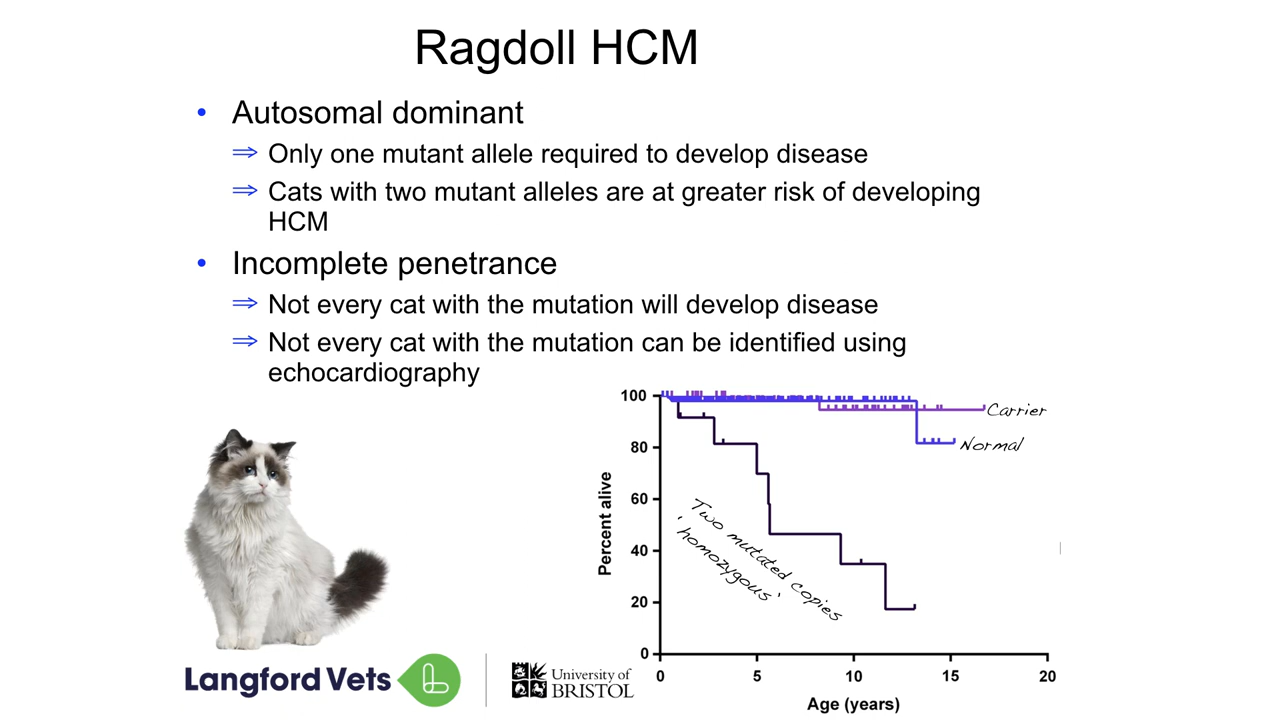 Ragdoll HCM
• Autosomal dominant
⇒ Only one mutant allele required to develop disease
⇒ Cats with two mutant alleles are at greater risk of developing
HCM
• Incomplete penetrance
⇒ Not every cat with the mutation will develop disease
⇒ Not every cat with the mutation can be identified using
echocardiography
100
80
60
40
20
0
Percent alive
Carrier
Normal
Two mutated copies
'homozygous'
0 5 10 15 20
Age (years)
Langford Vets
University of
BRISTOL